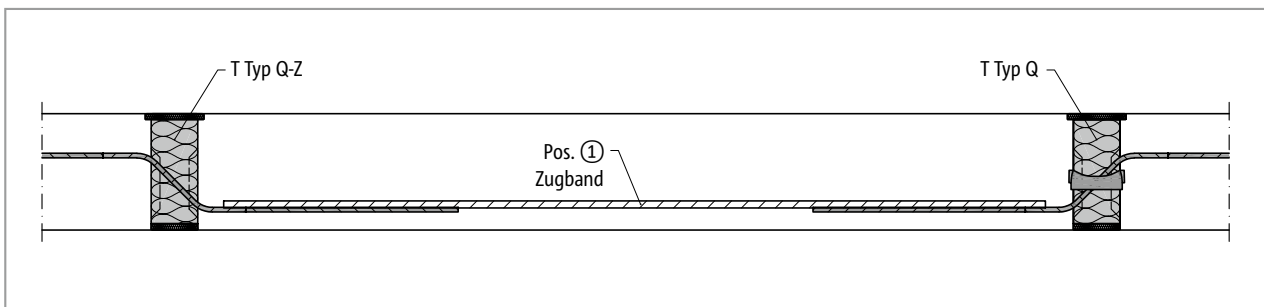 T Typ Q-Z
T Typ Q
Pos. ①
Zugband